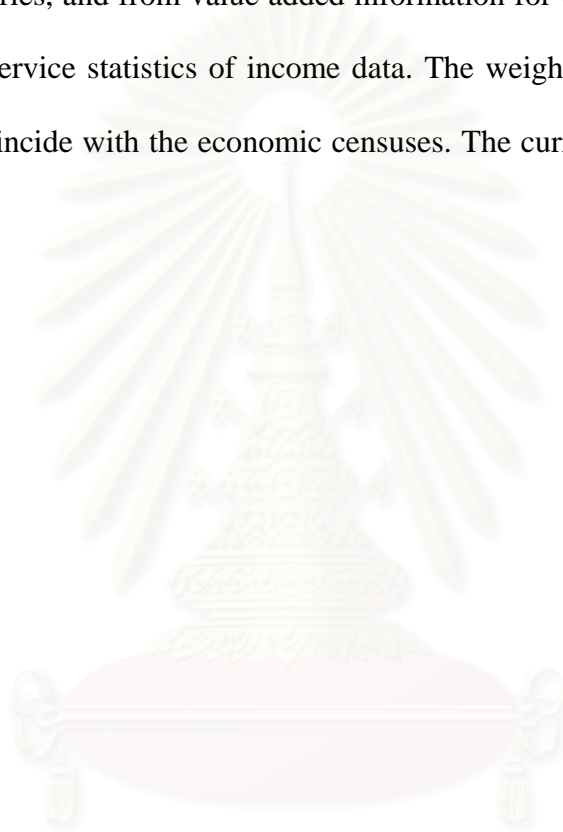 ries, and from value added information for
ervice statistics of income data. The weigh
incide with the economic censuses. The cur